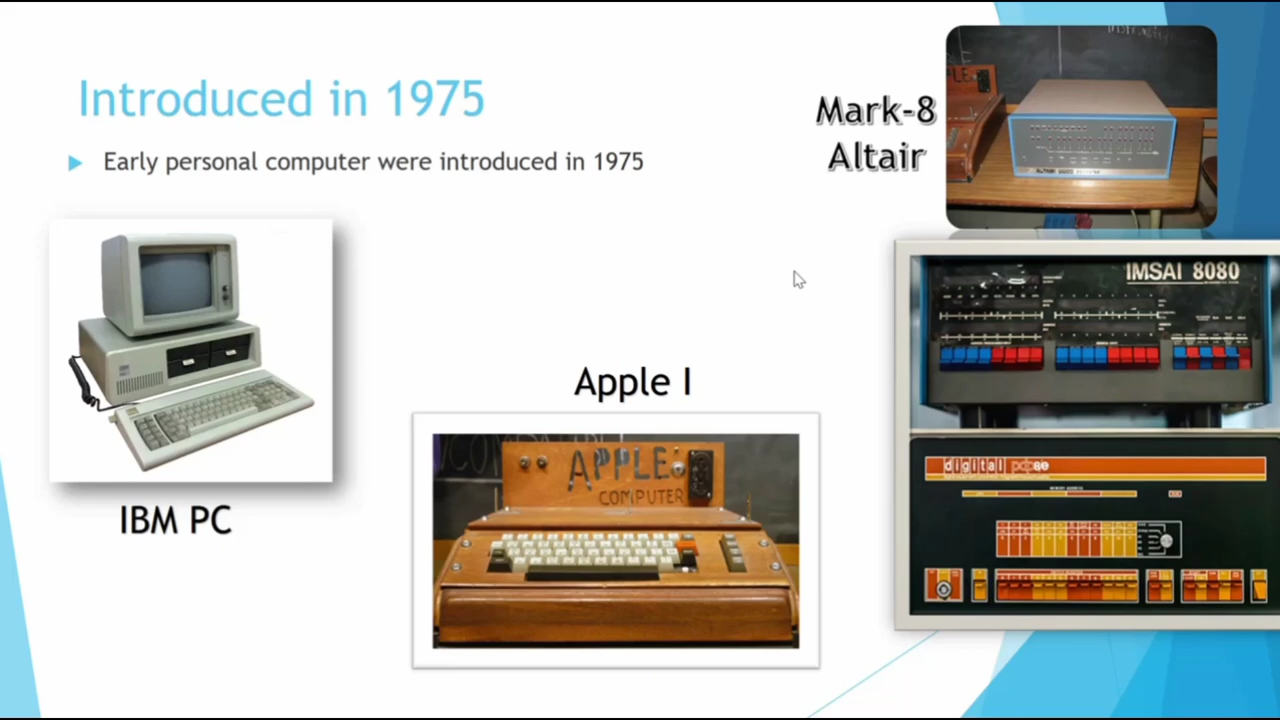 Introduced in 1975
Early personal computer were introduced in 1975
Mark-8
Altair
IMSAI 8080
Apple I
APPLE
COMPUTER
digital
IBM PC